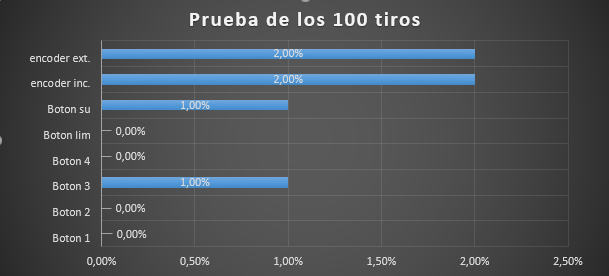 Prueba de los 100 tiros
encoder ext. 2,00%
encoder inc. 2,00%
Boton su 1,00%
Boton lim 0,00%
Boton 4 0,00%
Boton 3 1,00%
Boton 2 0,00%
Boton 1 0,00%
0,00% 0,50% 1,00% 1,50% 2,00% 2,50%